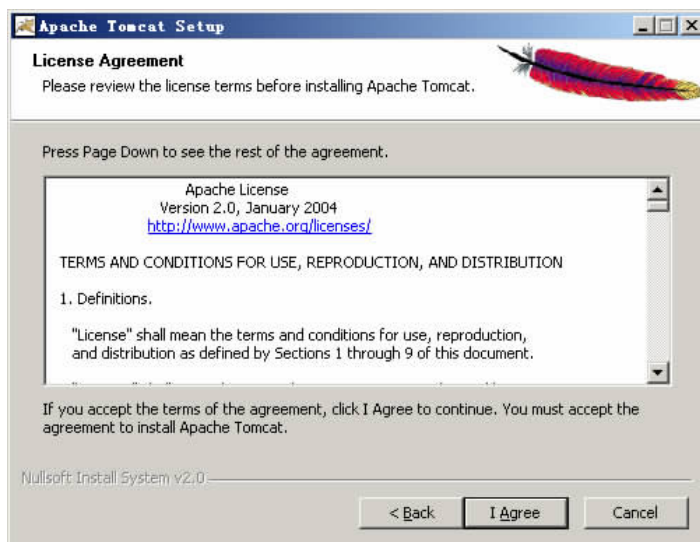 Apache Tomcat Setup
License Agreement
Please review the license terms before installing Apache Tomcat.
Press Page Down to see the rest of the agreement.
Apache License
Version 2.0, January 2004
http://www.apache.org/licenses/
TERMS AND CONDITIONS FOR USE, REPRODUCTION, AND DISTRIBUTION
1. Definitions.
"License" shall mean the terms and conditions for use, reproduction,
and distribution as defined by Sections 1 through 9 of this document.
If you accept the terms of the agreement, click I Agree to continue. You must accept the
agreement to install Apache Tomcat.
Nullsoft Install System v2.0
< Back
I Agree
Cancel